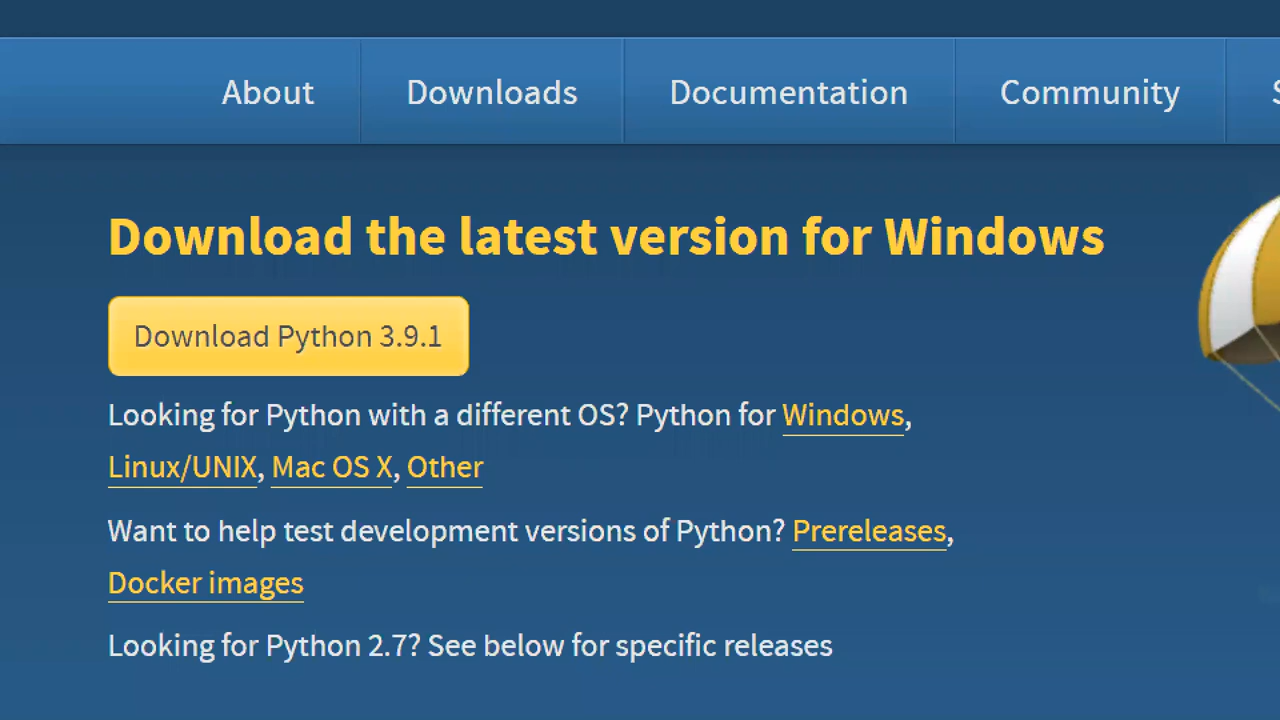 About Downloads Documentation Community
Download the latest version for Windows
Download Python 3.9.1
Looking for Python with a different OS? Python for Windows,
Linux/UNIX, Mac OS X, Other
Want to help test development versions of Python? Prereleases,
Docker images
Looking for Python 2.7? See below for specific releases